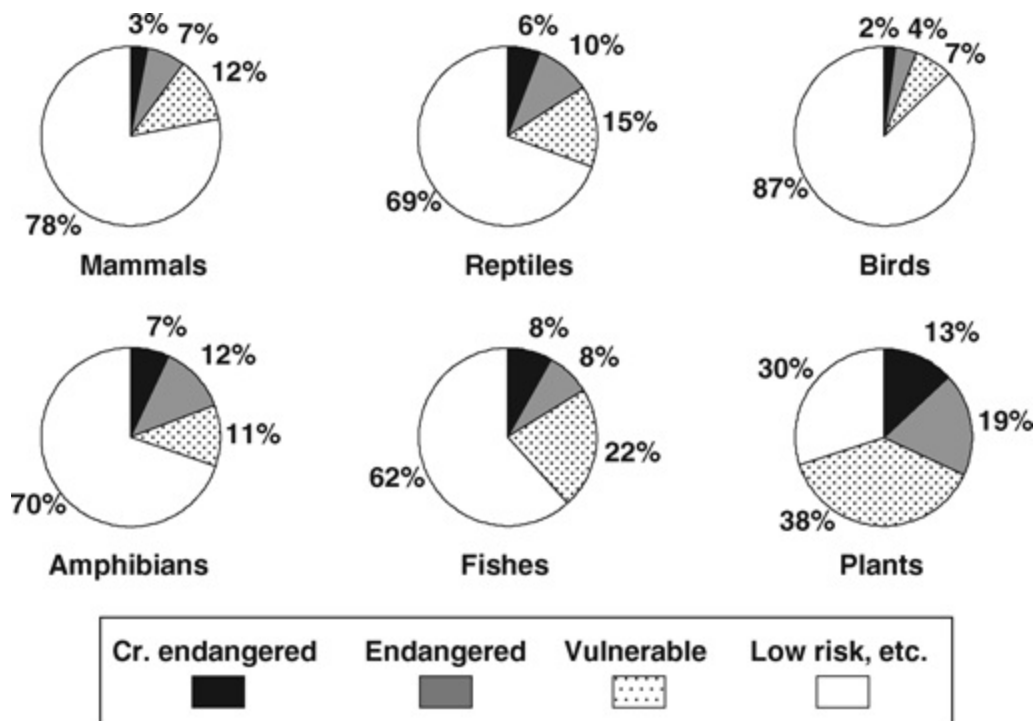 3% 7% 12% 78%
Mammals
6% 10% 15% 69%
Reptiles
2% 4% 7% 87%
Birds
7% 12% 11% 70%
Amphibians
8% 8% 22% 62%
Fishes
13% 19% 38% 30%
Plants
Cr. endangered Endangered Vulnerable Low risk, etc.